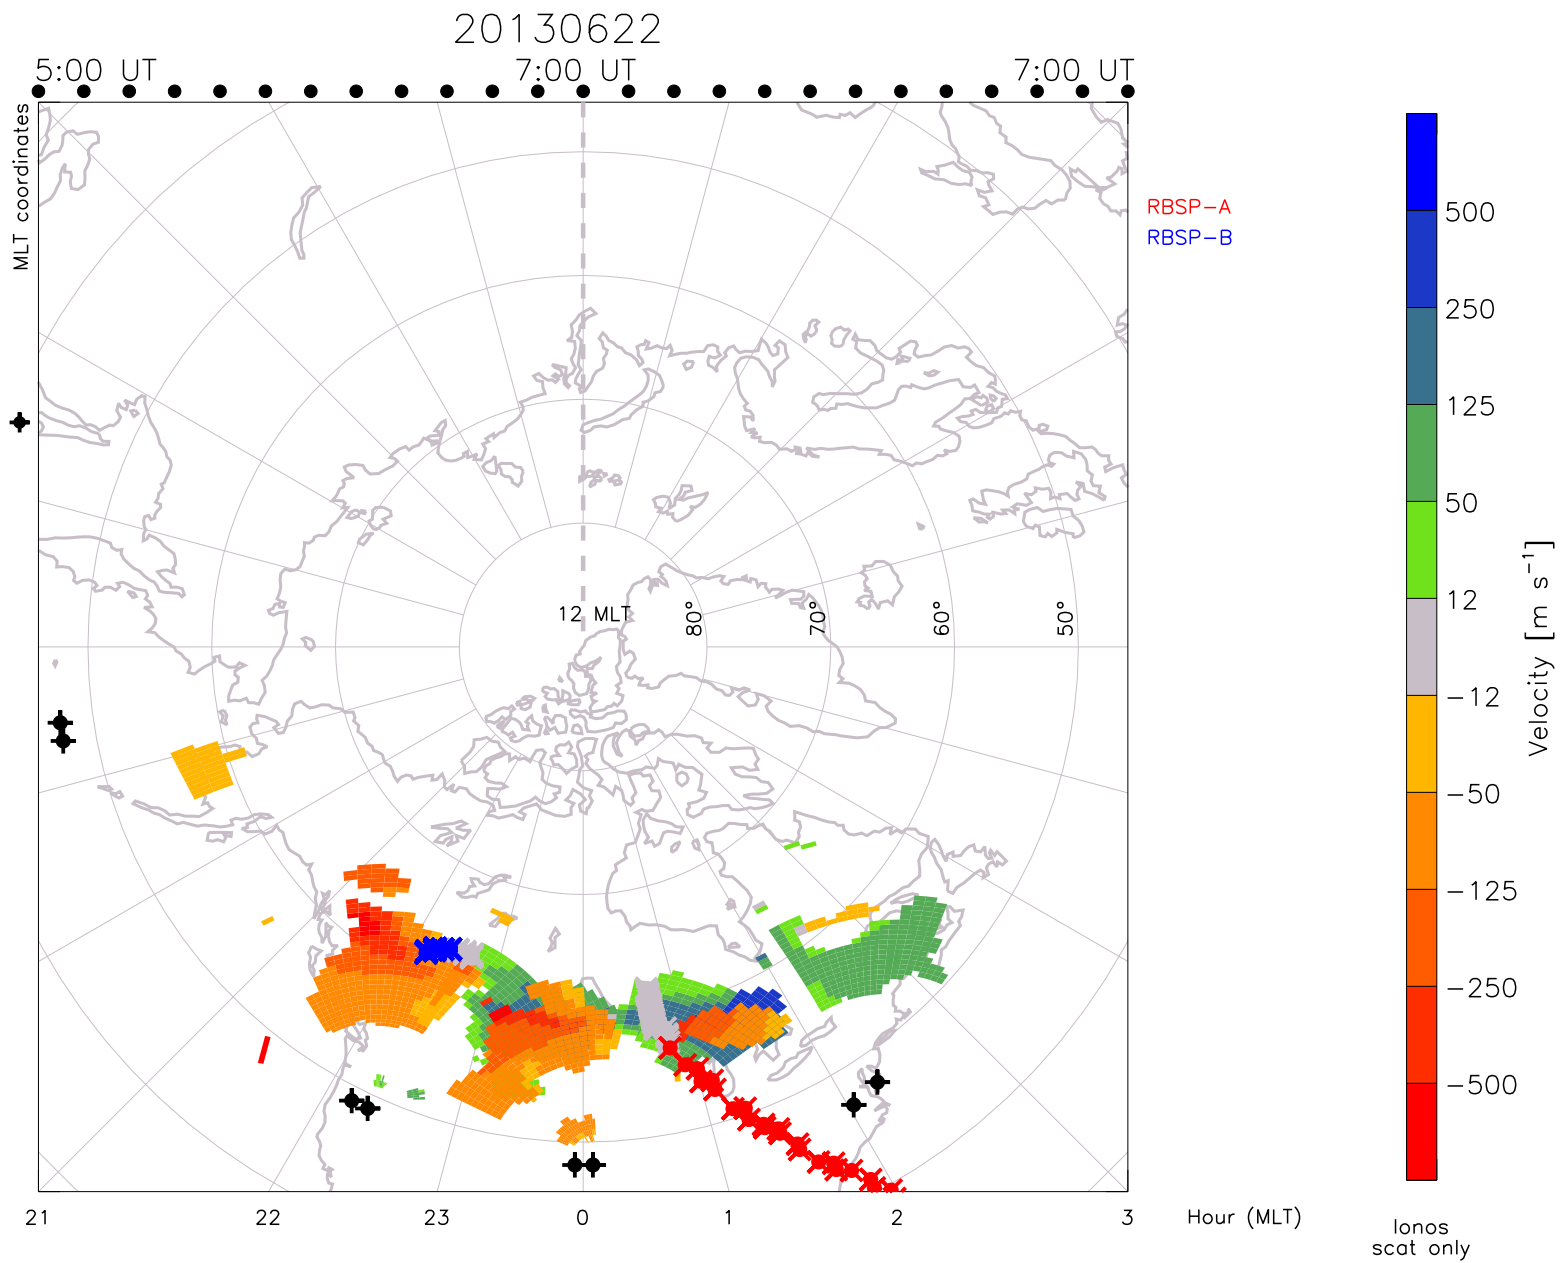 20130622
5:00 UT
7:00 UT
7:00 UT
MLT coordinates
RBSP-A
RBSP-B
12 MLT
80°
70°
60°
50°
21
22
23
0
1
2
3
Hour (MLT)
500
250
125
50
12
-12
-50
-125
-250
-500
Velocity [m s⁻¹]
Ionos
scat only